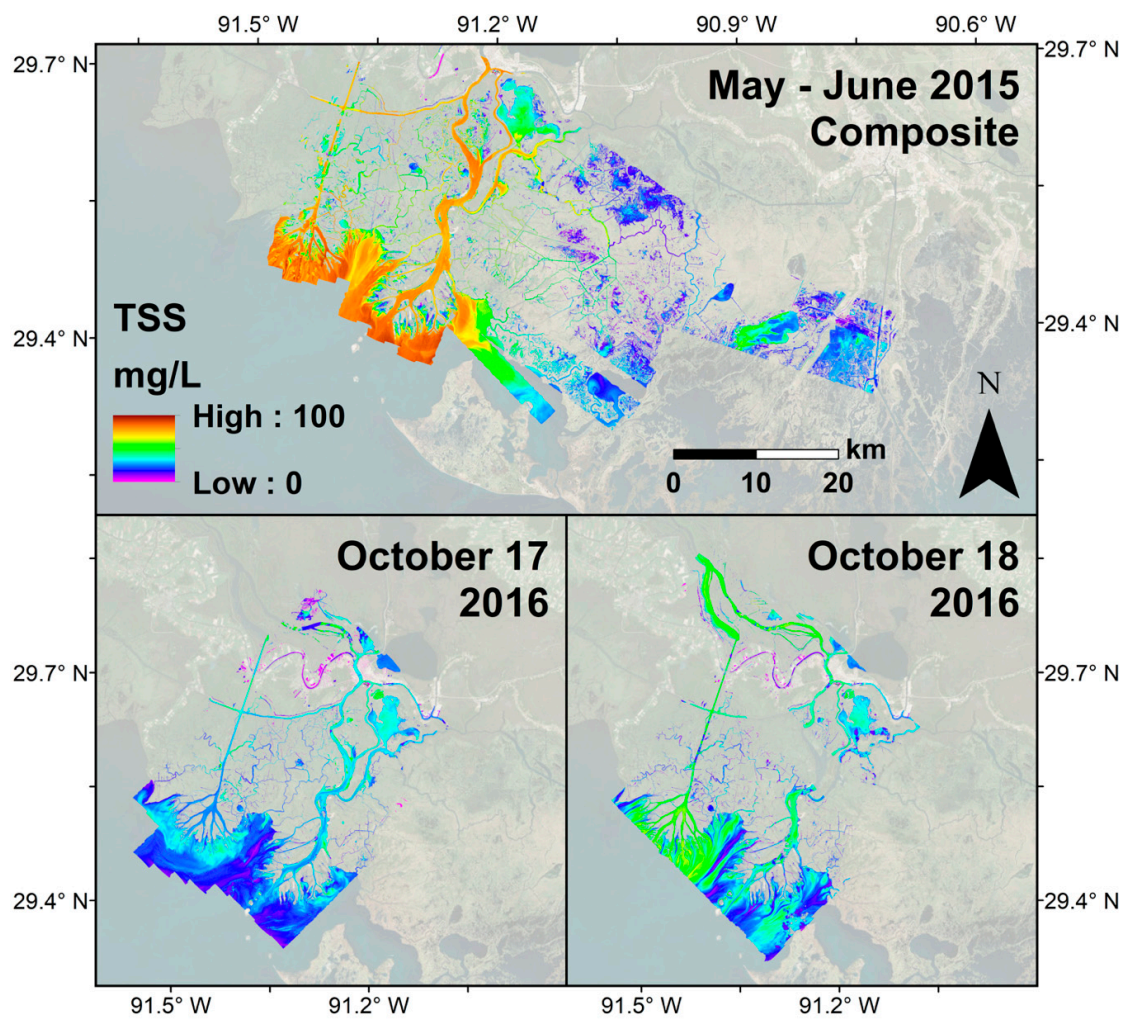 91.5° W 91.2° W 90.9° W 90.6° W
29.7° N 29.7° N
May - June 2015
Composite
TSS
mg/L
High : 100
Low : 0
29.4° N 29.4° N
N
km
0 10 20
October 17
2016
October 18
2016
29.7° N 29.7° N
29.4° N 29.4° N
91.5° W 91.2° W 91.5° W 91.2° W